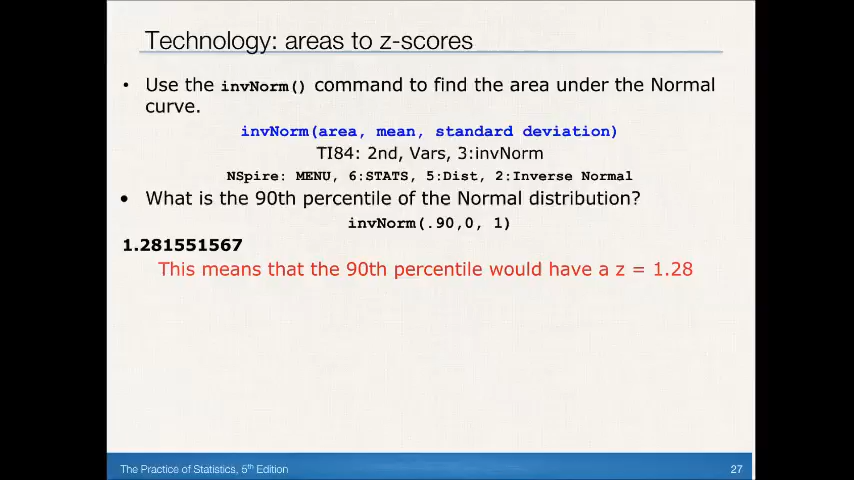 Technology: areas to z-scores
• Use the invNorm() command to find the area under the Normal
curve.
invNorm(area, mean, standard deviation)
TI84: 2nd, Vars, 3:invNorm
NSpire: MENU, 6:STATS, 5:Dist, 2:Inverse Normal
• What is the 90th percentile of the Normal distribution?
invNorm(.90,0, 1)
1.281551567
This means that the 90th percentile would have a z = 1.28
The Practice of Statistics, 5th Edition
27